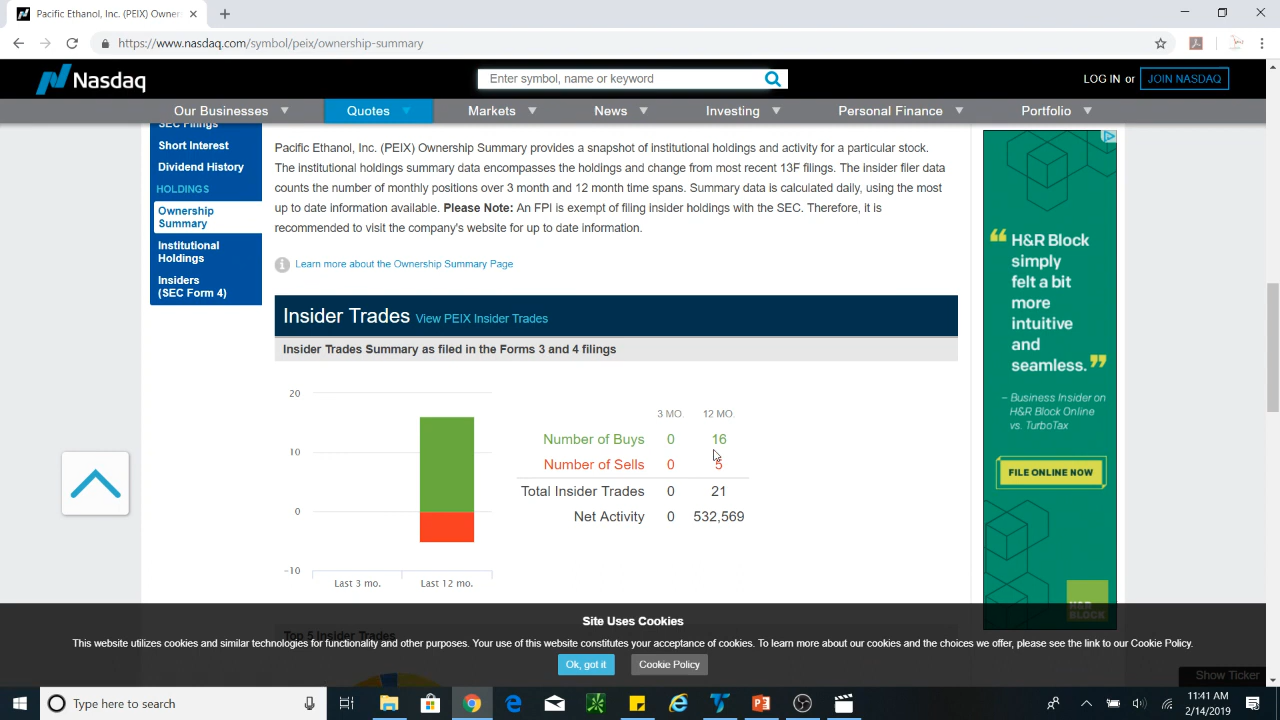 Pacific Ethanol, Inc. (PEIX) Owner
https://www.nasdaq.com/symbol/peix/ownership-summary
Nasdaq
Enter symbol, name or keyword
LOG IN or JOIN NASDAQ
Our Businesses Quotes Markets News Investing Personal Finance Portfolio
SEC Filings
Short Interest
Dividend History
HOLDINGS
Ownership
Summary
Institutional
Holdings
Insiders
(SEC Form 4)
Pacific Ethanol, Inc. (PEIX) Ownership Summary provides a snapshot of institutional holdings and activity for a particular stock.
The institutional holdings summary data encompasses the holdings and change from most recent 13F filings. The insider filer data
counts the number of monthly positions over 3 month and 12 month time spans. Summary data is calculated daily, using the most
up to date information available. Please Note: An FPI is exempt of filing insider holdings with the SEC. Therefore, it is
recommended to visit the company's website for up to date information.
Learn more about the Ownership Summary Page
Insider Trades View PEIX Insider Trades
Insider Trades Summary as filed in the Forms 3 and 4 filings
20
10
0
-10
Last 3 mo. Last 12 mo.
3 MO. 12 MO.
Number of Buys 0 16
Number of Sells 0 5
Total Insider Trades 0 21
Net Activity 0 532,569
Top 5 Insider Trades
“ H&R Block
simply
felt a bit
more
intuitive
and
seamless. ”
– Business Insider on
H&R Block Online
vs. TurboTax
FILE ONLINE NOW
H&R
BLOCK
Site Uses Cookies
This website utilizes cookies and similar technologies for functionality and other purposes. Your use of this website constitutes your acceptance of cookies. To learn more about our cookies and the choices we offer, please see the link to our Cookie Policy.
Ok, got it Cookie Policy
Show Ticker
Type here to search
11:41 AM
2/14/2019